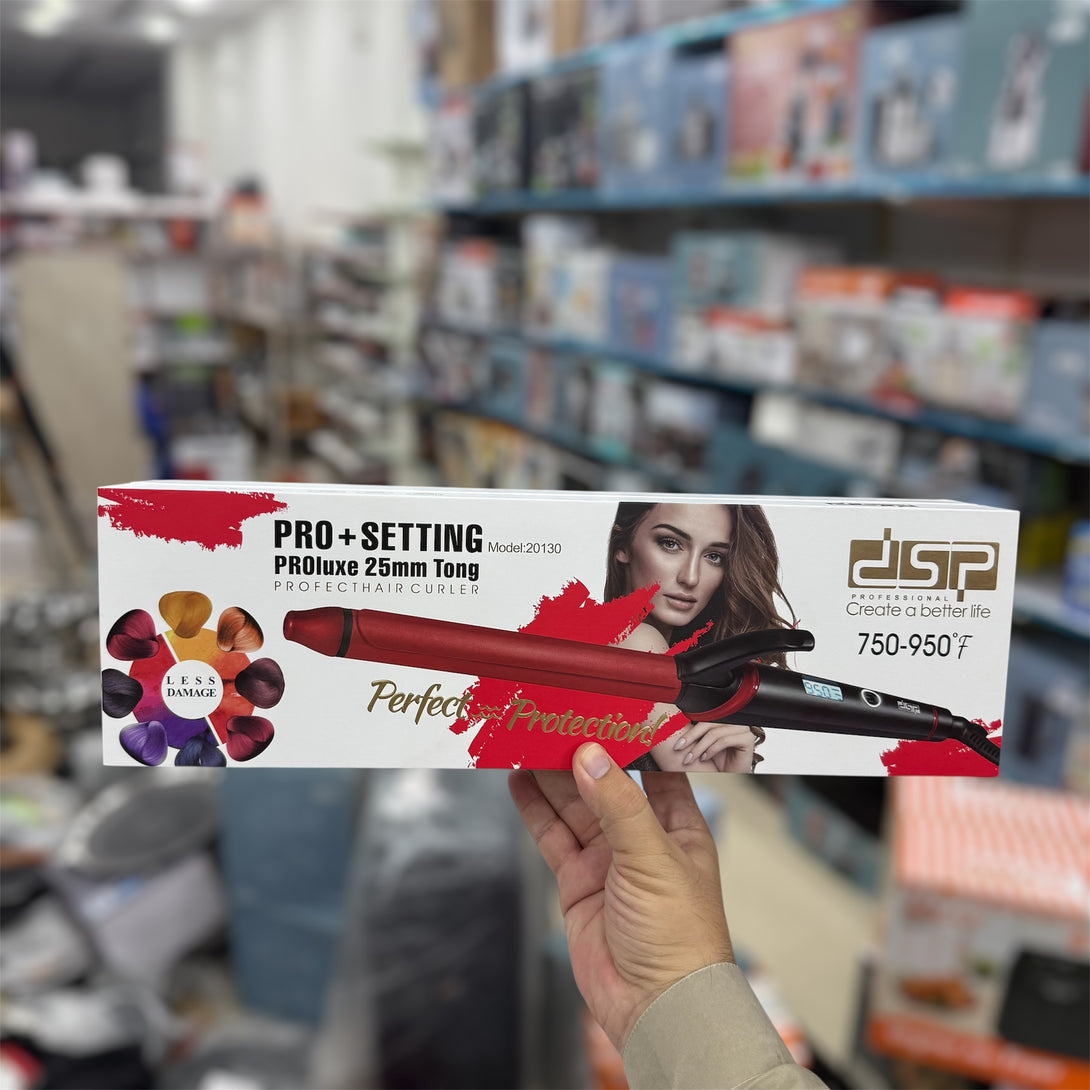 PRO+SETTING Model:20130
PROluxe 25mm Tong
PROFECTHAIR CURLER
LESS
DAMAGE
Perfect Protection!
dsp
PROFESSIONAL
Create a better life
750-950°F
dsp